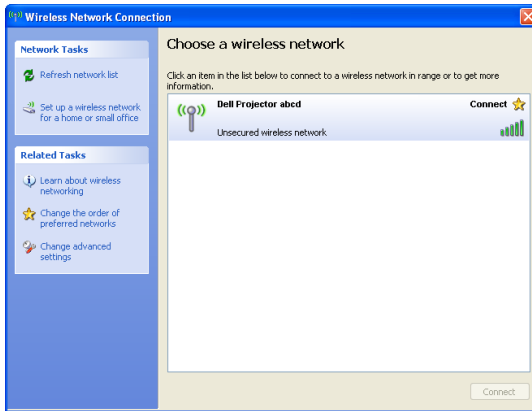 Wireless Network Connection
Network Tasks
Refresh network list
Set up a wireless network
for a home or small office
Related Tasks
Learn about wireless
networking
Change the order of
preferred networks
Change advanced
settings
Choose a wireless network
Click an item in the list below to connect to a wireless network in range or to get more
information.
Dell Projector abcd
Connect
Unsecured wireless network
Connect